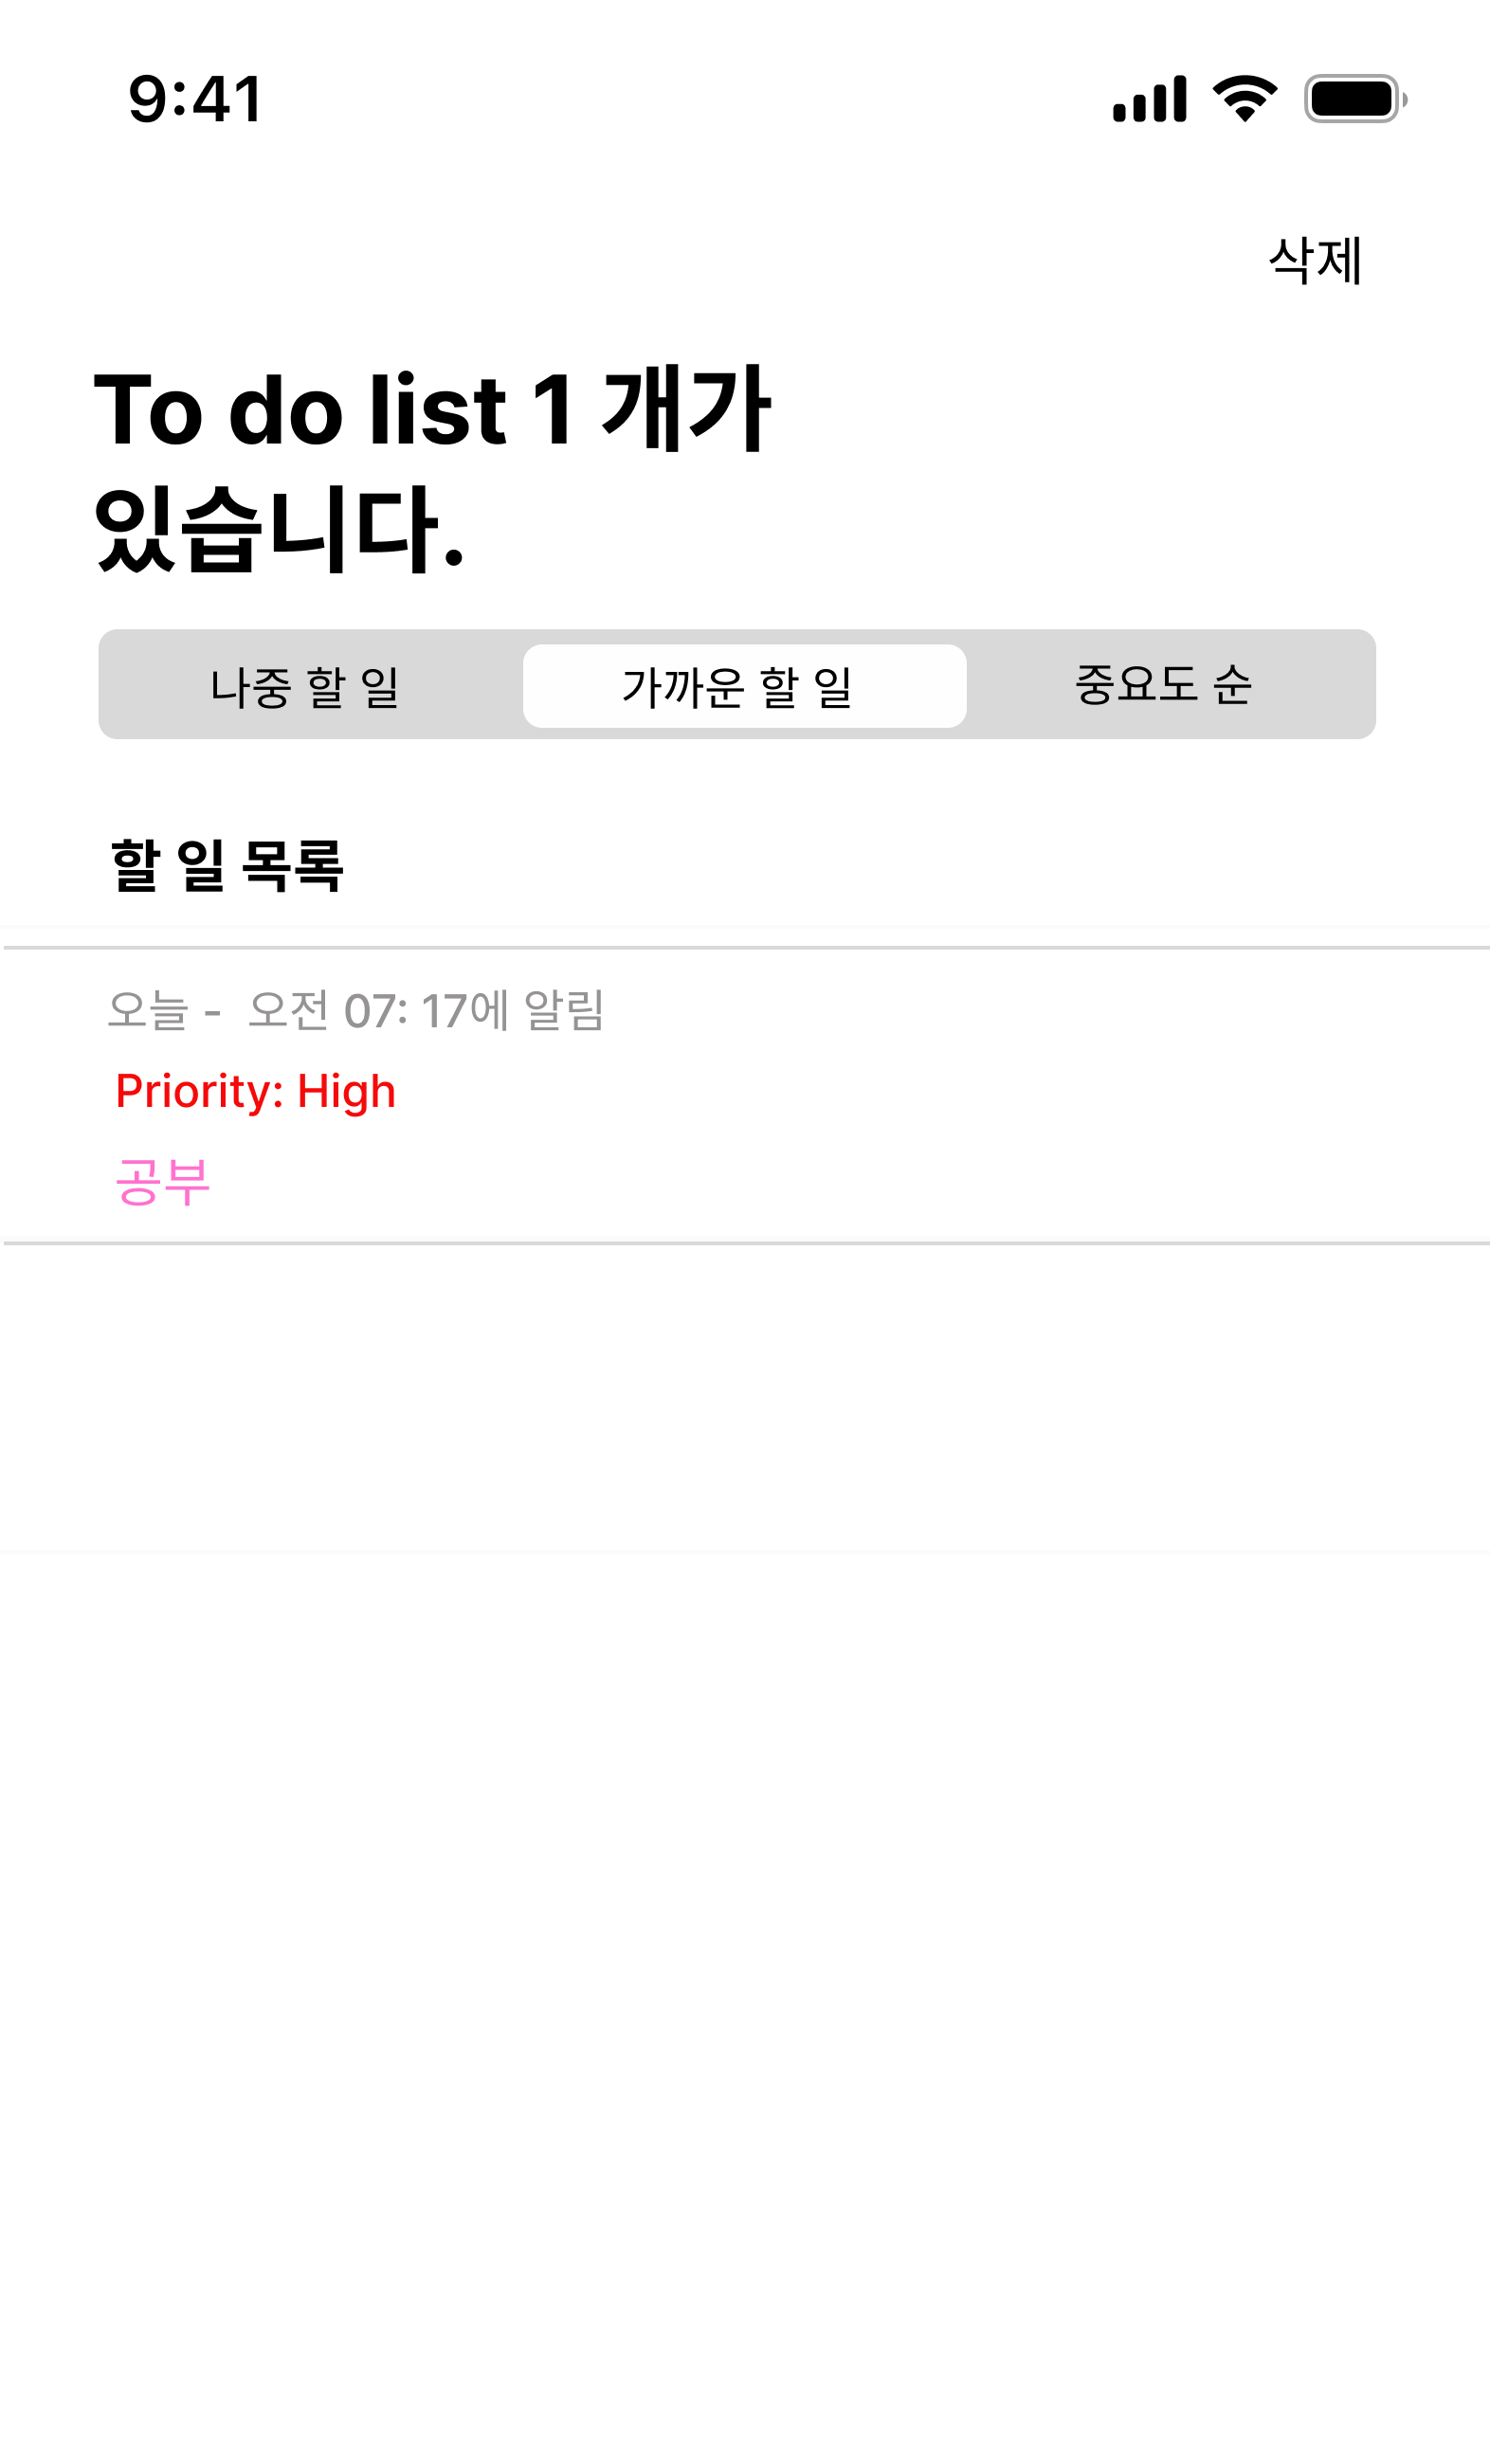 9:41
삭제
To do list 1 개가
있습니다.
나중 할 일 가까운 할 일 중요도 순
할 일 목록
오늘 - 오전 07: 17에 알림
Priority: High
공부